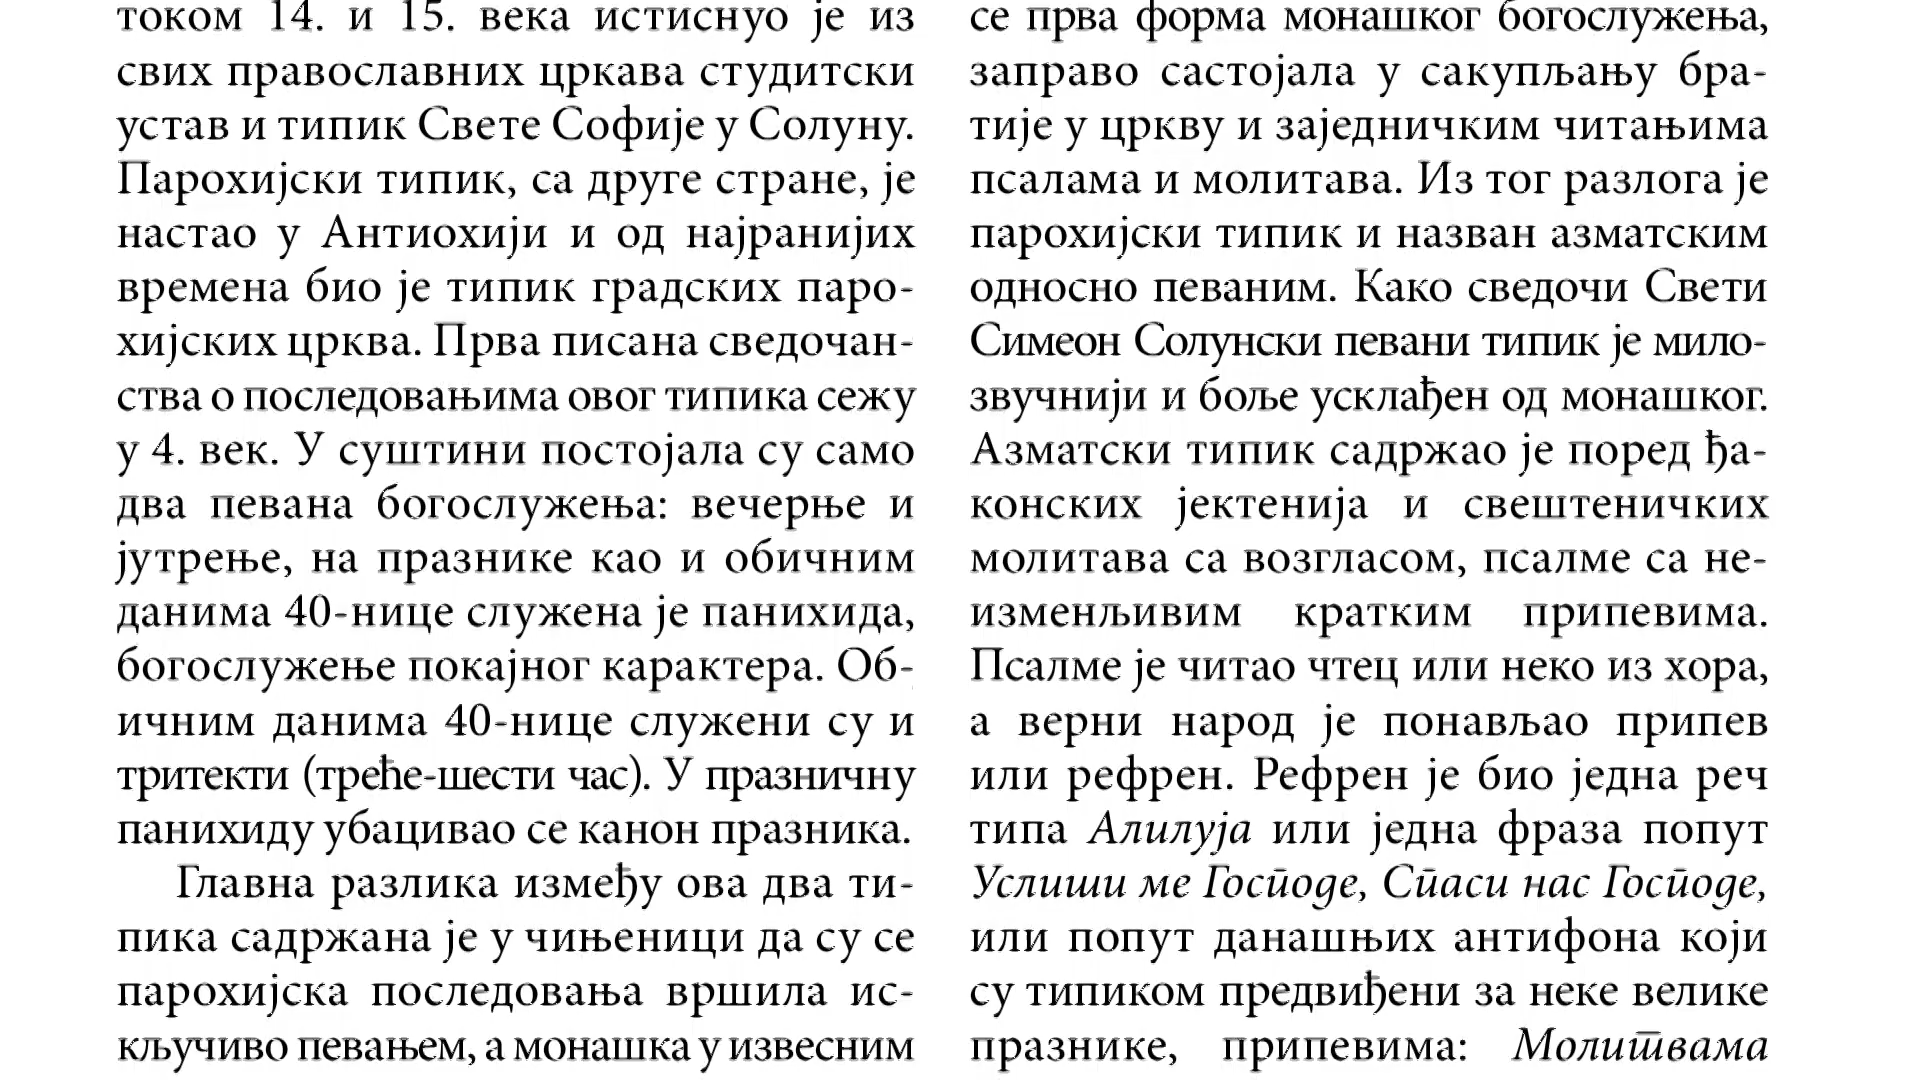 током 14. и 15. века истиснуо је из
свих православних цркава студитски
устав и типик Свете Софије у Солуну.
Парохијски типик, са друге стране, је
настао у Антиохији и од најранијих
времена био је типик градских паро-
хијских црква. Прва писана сведочан-
ства о последовањима овог типика сежу
у 4. век. У суштини постојала су само
два певана богослужења: вечерње и
јутрење, на празнике као и обичним
данима 40-нице служена је панихида,
богослужење покајног карактера. Об-
ичним данима 40-нице служени су и
тритекти (треће-шести час). У празничну
панихиду убацивао се канон празника.
Главна разлика између ова два ти-
пика садржана је у чињеници да су се
парохијска последовања вршила ис-
кључиво певањем, а монашка у извесним
се прва форма монашког богослужења,
заправо састојала у сакупљању бра-
тије у цркву и заједничким читањима
псалама и молитава. Из тог разлога је
парохијски типик и назван азматским
односно певаним. Како сведочи Свети
Симеон Солунски певани типик је мило-
звучнији и боље усклађен од монашког.
Азматски типик садржао је поред ђа-
конских јектенија и свештеничких
молитава са возгласом, псалме са не-
изменљивим кратким припевима.
Псалме је читао чтец или неко из хора,
а верни народ је понављао припев
или рефрен. Рефрен је био једна реч
типа Алилуја или једна фраза попут
Услиши ме Господе, Спаси нас Господе,
или попут данашњих антифона који
су типиком предвиђени за неке велике
празнике, припевима: Молитвама